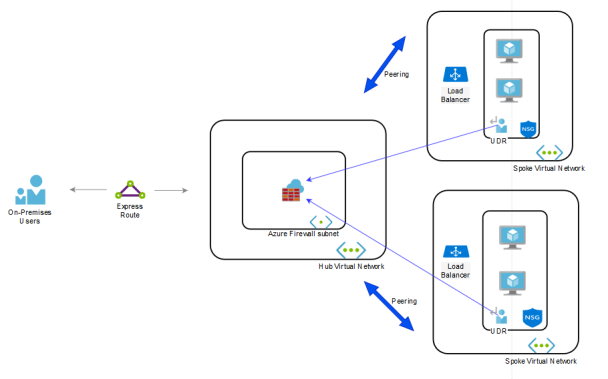 Peering
Load
Balancer
UDR
NSG
Spoke Virtual Network
On-Premises
Users
Express
Route
Azure Firewall subnet
Hub Virtual Network
Peering
Load
Balancer
UDR
NSG
Spoke Virtual Network